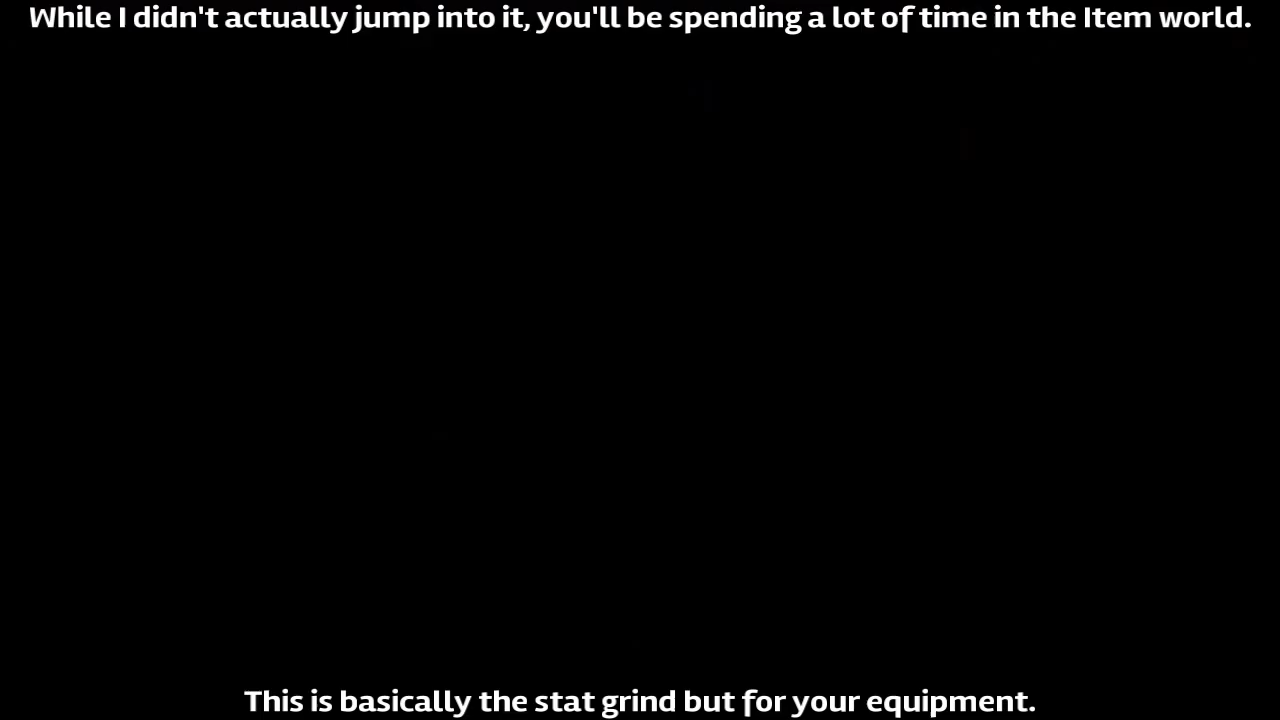 While I didn't actually jump into it, you'll be spending a lot of time in the Item world.
This is basically the stat grind but for your equipment.